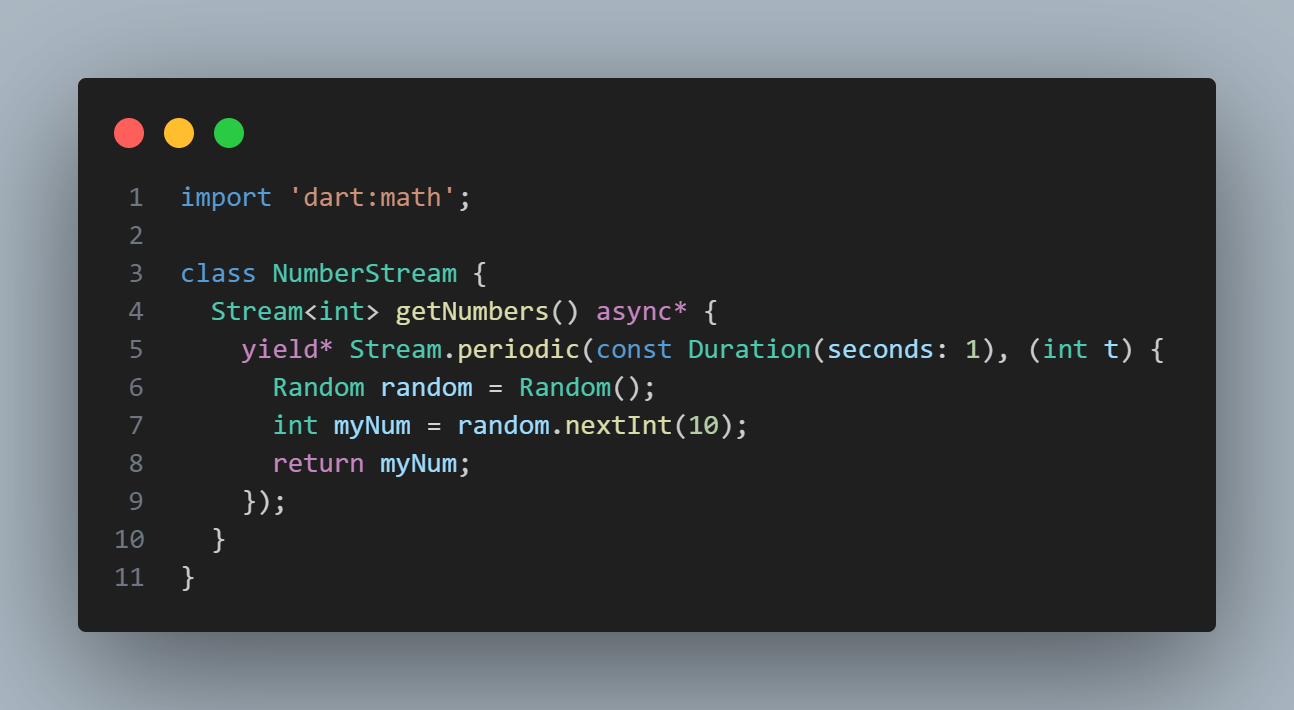 1 import 'dart:math';
2
3 class NumberStream {
4   Stream<int> getNumbers() async* {
5     yield* Stream.periodic(const Duration(seconds: 1), (int t) {
6       Random random = Random();
7       int myNum = random.nextInt(10);
8       return myNum;
9     });
10   }
11 }